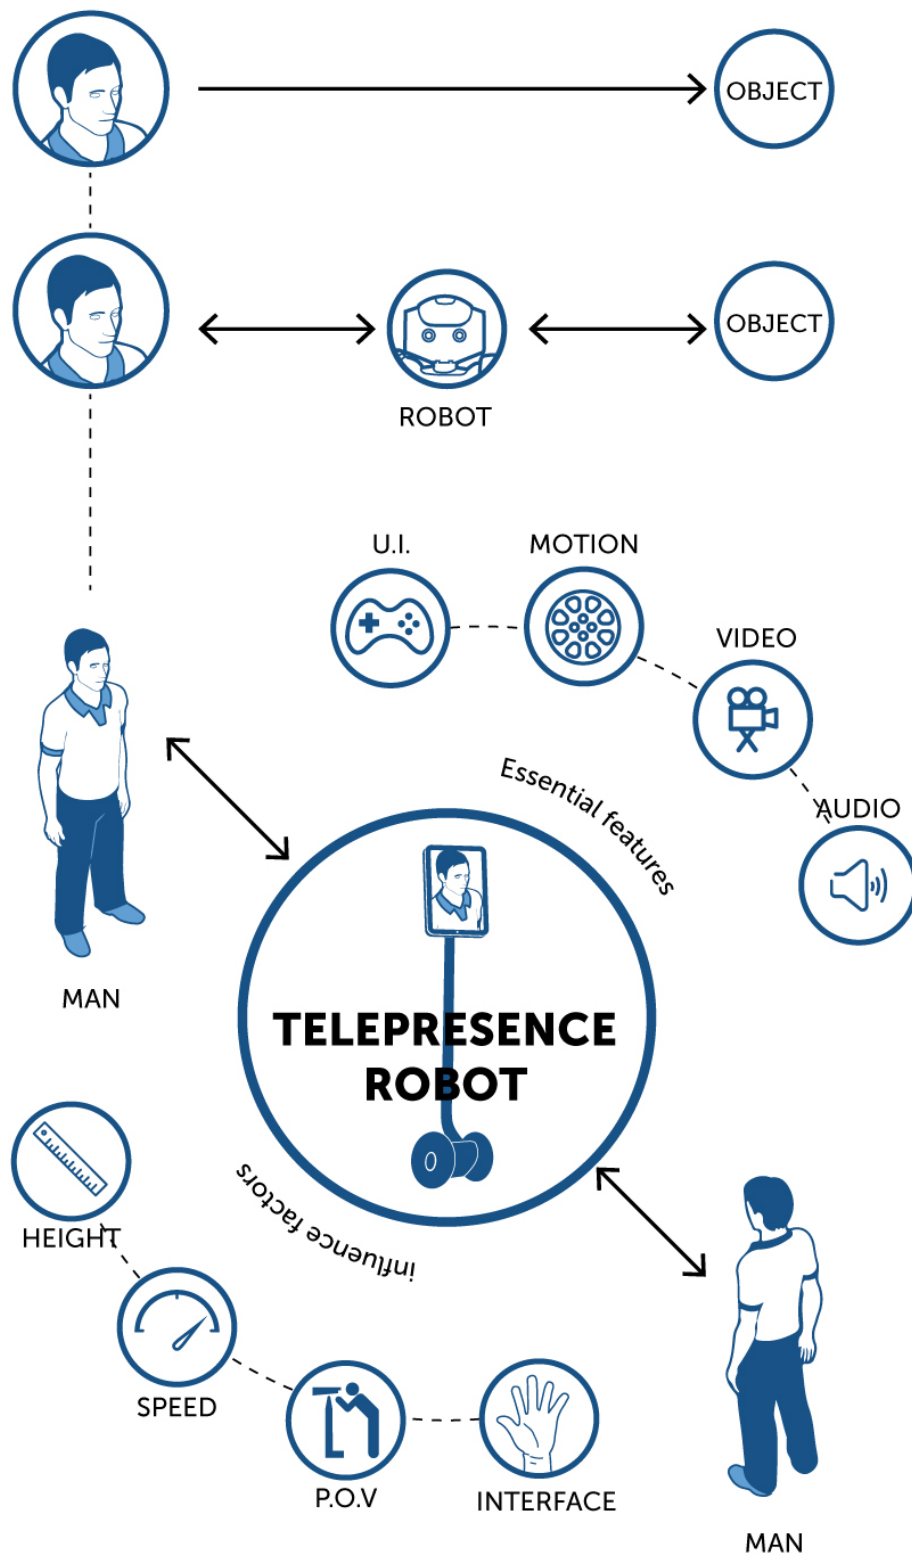 OBJECT
OBJECT
ROBOT
U.I.
MOTION
VIDEO
AUDIO
Essential features
MAN
TELEPRESENCE
ROBOT
HEIGHT
influence factors
SPEED
P.O.V
INTERFACE
MAN